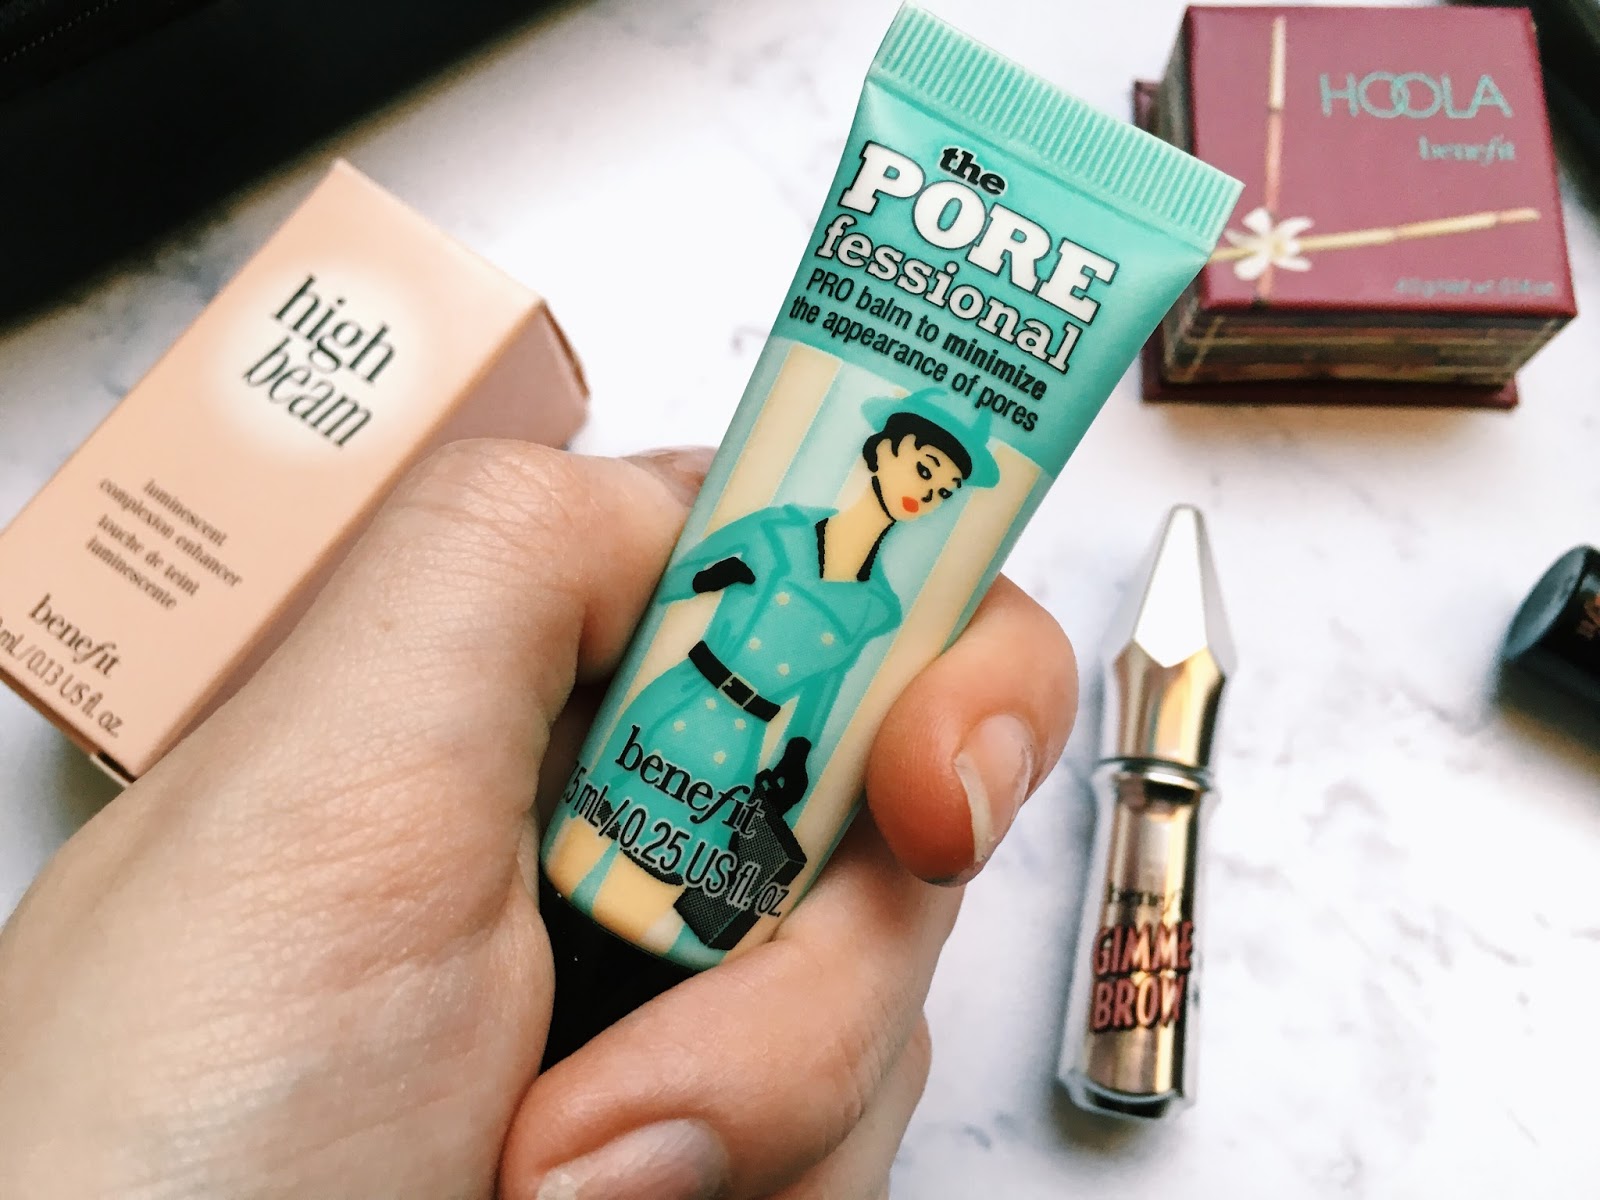 high
beam
luminescent
complexion enhancer
touche de teint
luminescente
benefit
mL/0.13 US fl. oz.
the
PORE
fessional
PRO balm to minimize
the appearance of pores
benefit
7.5 mL/0.25 US fl. oz.
HOOLA
benefit
benefit
GIMME
BROW